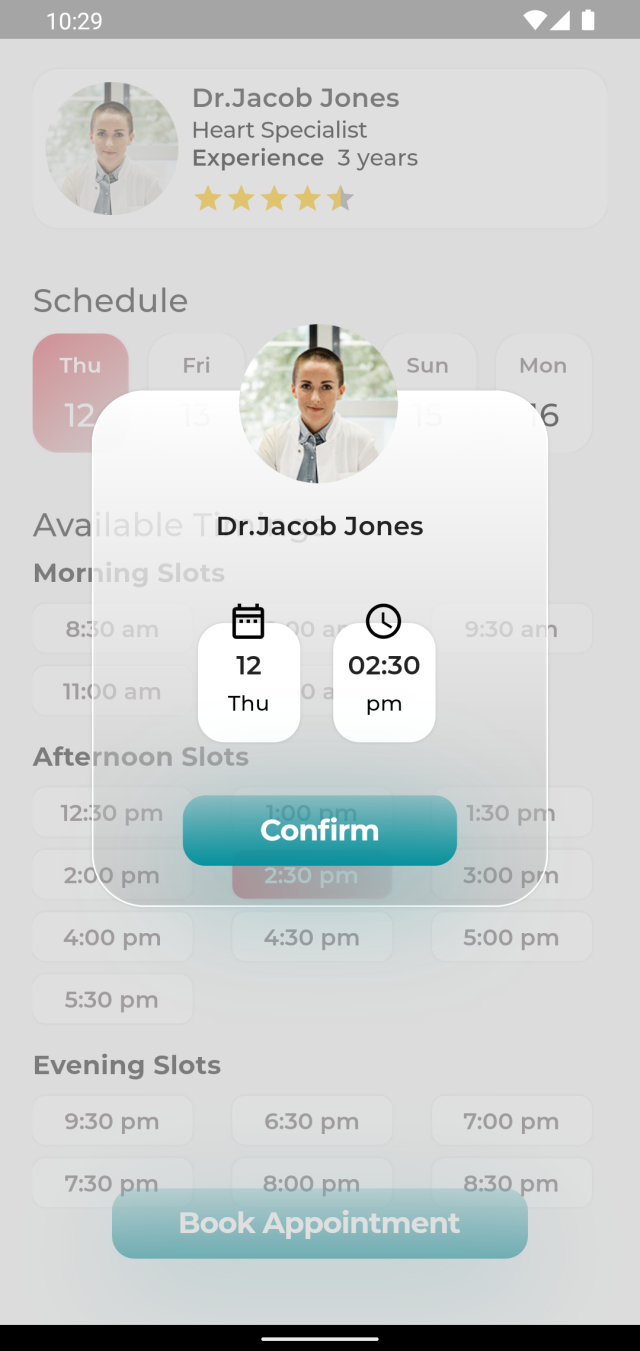 10:29
Dr.Jacob Jones
Heart Specialist
Experience 3 years
Schedule
Thu Fri Sun Mon
12 13 15 16
Dr.Jacob Jones
Available Timings
Morning Slots
8:30 am 9:30 am
11:00 am
12 02:30
Thu pm
Afternoon Slots
12:30 pm 1:00 pm 1:30 pm
Confirm
2:00 pm 2:30 pm 3:00 pm
4:00 pm 4:30 pm 5:00 pm
5:30 pm
Evening Slots
9:30 pm 6:30 pm 7:00 pm
7:30 pm 8:00 pm 8:30 pm
Book Appointment